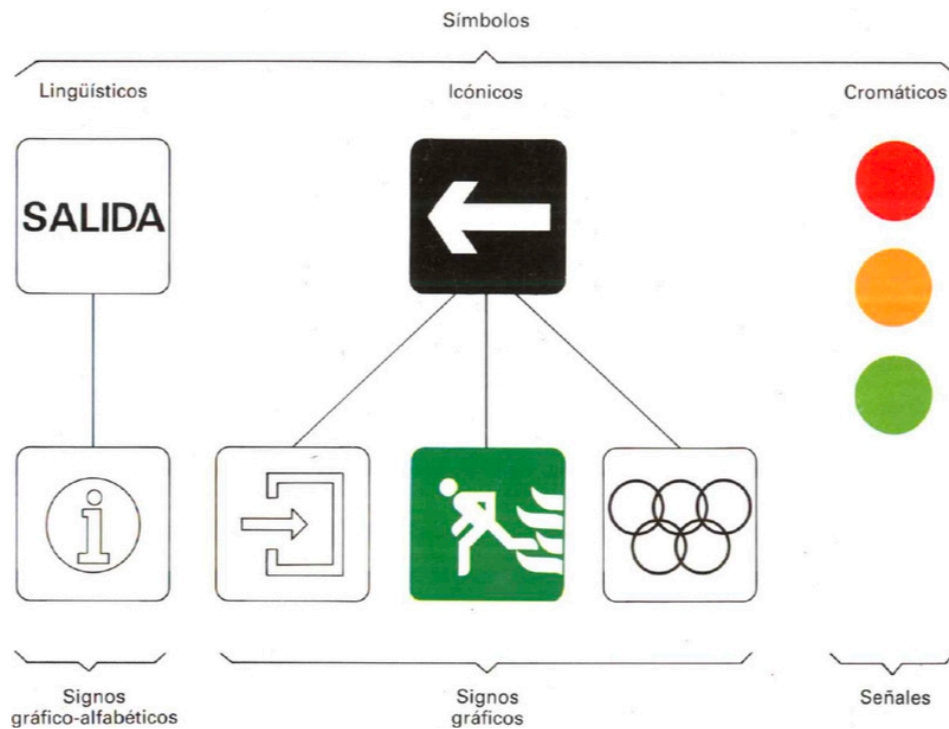 Símbolos
Lingüísticos
Icónicos
Cromáticos
SALIDA
i
Signos
gráfico-alfabéticos
Signos
gráficos
Señales